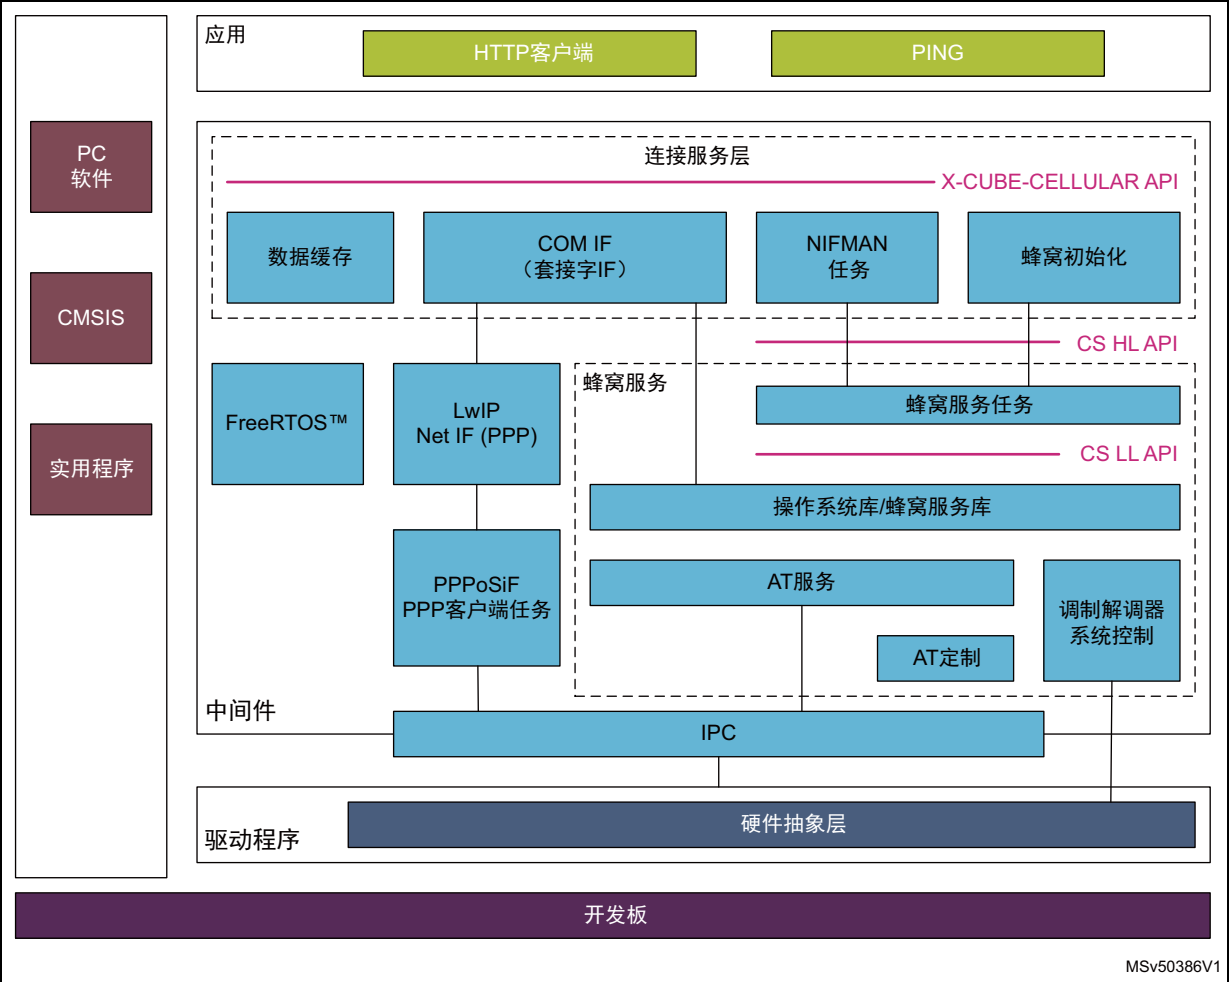 应用
HTTP客户端
PING
PC
软件
CMSIS
实用程序
连接服务层
X-CUBE-CELLULAR API
数据缓存
COM IF
（套接字IF）
NIFMAN
任务
蜂窝初始化
CS HL API
FreeRTOS™
LwIP
Net IF (PPP)
蜂窝服务
蜂窝服务任务
CS LL API
操作系统库/蜂窝服务库
PPPoSiF
PPP客户端任务
AT服务
AT定制
调制解调器
系统控制
中间件
IPC
驱动程序
硬件抽象层
开发板
MSv50386V1